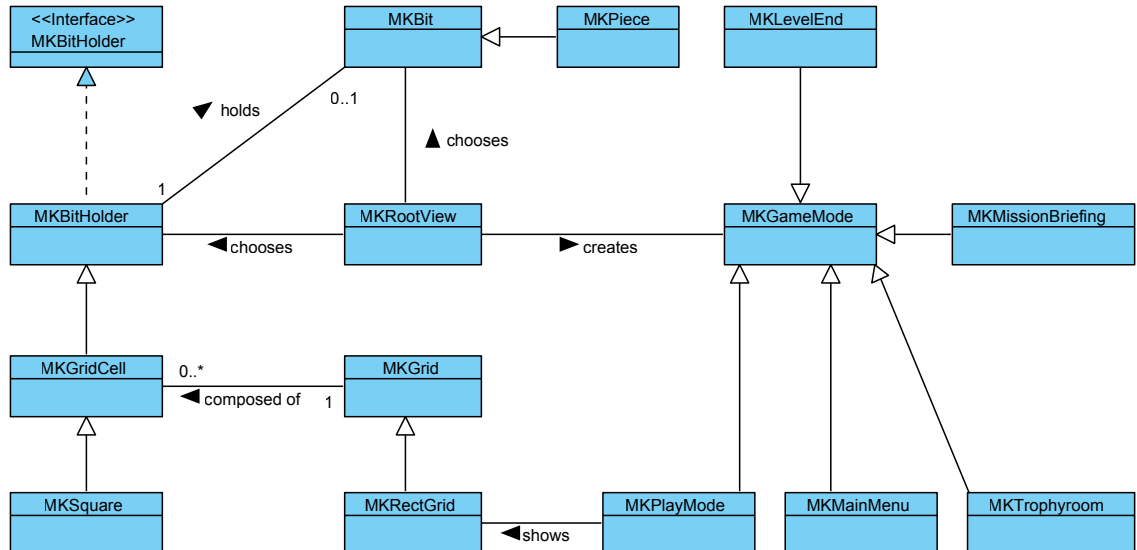 <<Interface>>
MKBitHolder
MKBit
MKPiece
MKLevelEnd
holds
0..1
chooses
1
MKBitHolder
MKRootView
MKGameMode
MKMissionBriefing
chooses
creates
MKGridCell
0..*
MKGrid
composed of
1
MKSquare
MKRectGrid
MKPlayMode
MKMainMenu
MKTrophyroom
shows